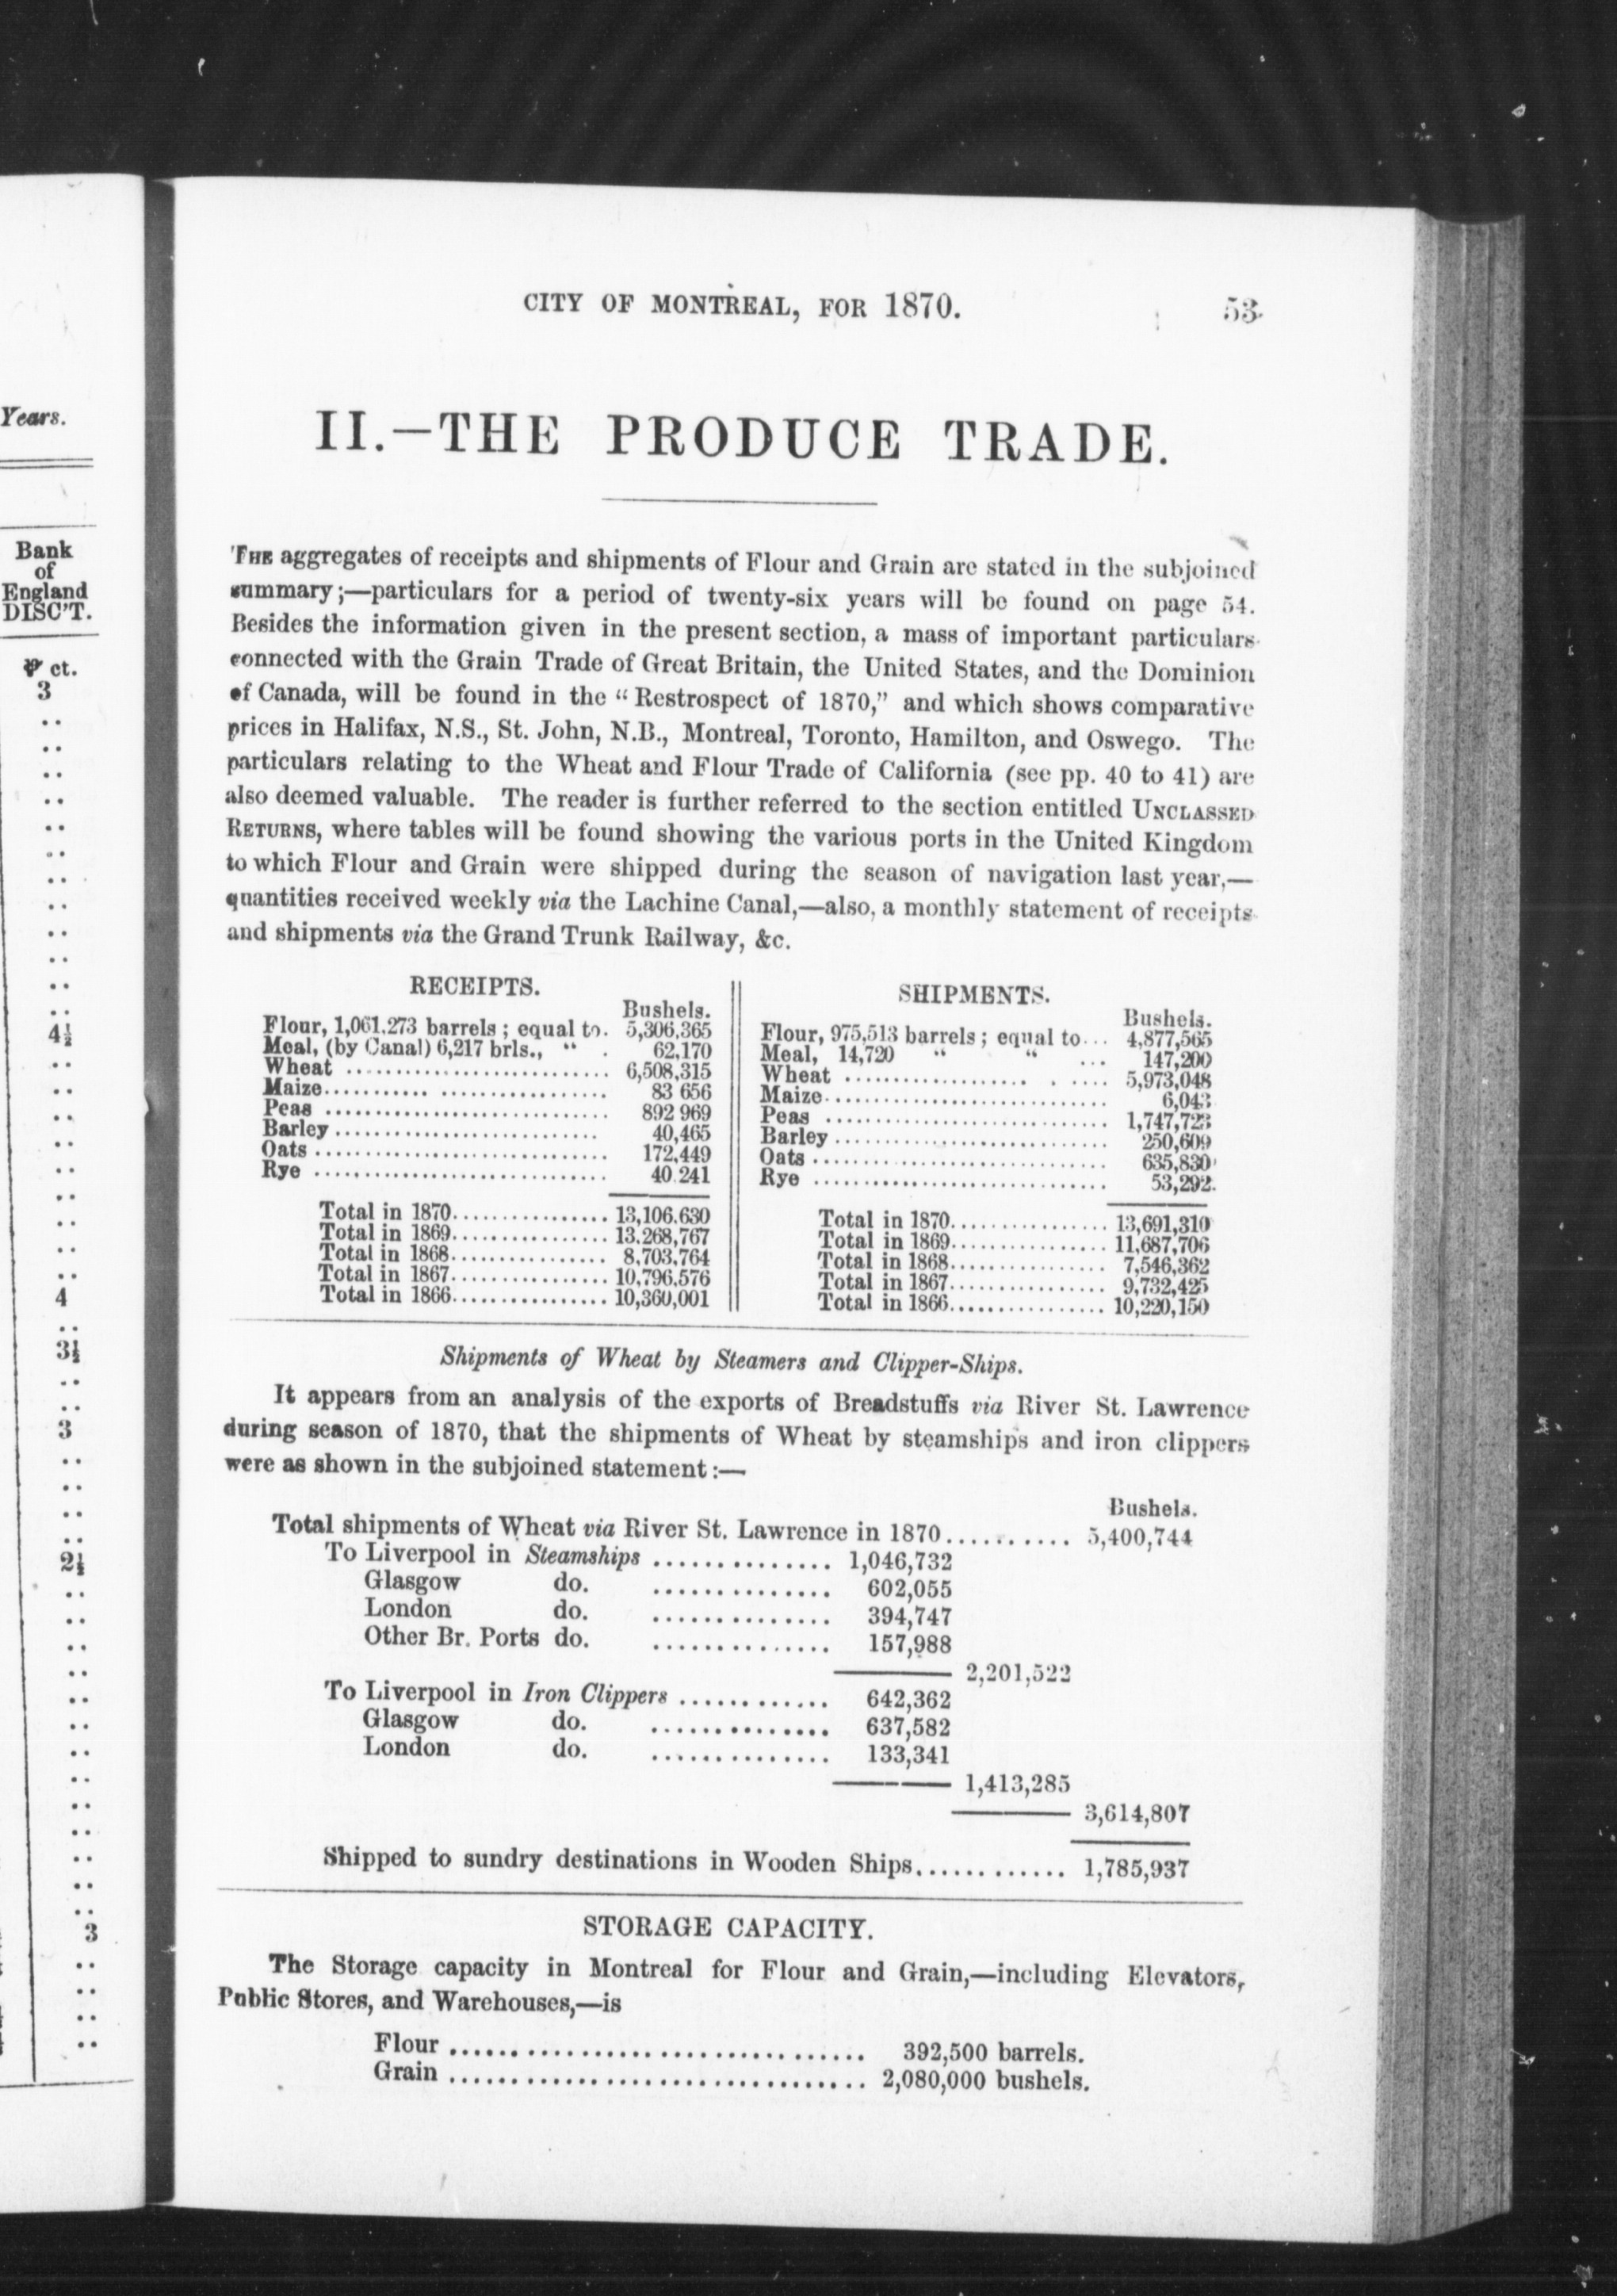 Years.
Bank
of
England
DISC'T.
₱ ct.
3
4½
4
3½
3
2½
3
CITY OF MONTREAL, FOR 1870.
53
II.—THE PRODUCE TRADE.
THE aggregates of receipts and shipments of Flour and Grain are stated in the subjoined
summary;—particulars for a period of twenty-six years will be found on page 54.
Besides the information given in the present section, a mass of important particulars
connected with the Grain Trade of Great Britain, the United States, and the Dominion
of Canada, will be found in the "Restrospect of 1870," and which shows comparative
prices in Halifax, N.S., St. John, N.B., Montreal, Toronto, Hamilton, and Oswego. The
particulars relating to the Wheat and Flour Trade of California (see pp. 40 to 41) are
also deemed valuable. The reader is further referred to the section entitled UNCLASSED
RETURNS, where tables will be found showing the various ports in the United Kingdom
to which Flour and Grain were shipped during the season of navigation last year,—
quantities received weekly via the Lachine Canal,—also, a monthly statement of receipts
and shipments via the Grand Trunk Railway, &c.
RECEIPTS.
Bushels.
Flour, 1,061.273 barrels; equal to. 5,306,365
Meal, (by Canal) 6,217 brls., " . 62,170
Wheat ............................ 6,508,315
Maize............................ 83 656
Peas ............................ 892 969
Barley............................ 40,465
Oats ............................ 172,449
Rye ............................ 40.241
Total in 1870................ 13,106,630
Total in 1869................ 13.268,767
Total in 1868................ 8,703,764
Total in 1867................ 10,796,576
Total in 1866................ 10,360,001
SHIPMENTS.
Bushels.
Flour, 975,513 barrels; equal to... 4,877,565
Meal, 14,720 " " ... 147,200
Wheat ............................ 5,973,048
Maize............................ 6,043
Peas ............................ 1,747,723
Barley............................ 250,609
Oats ............................ 635,830
Rye ............................ 53,292
Total in 1870................ 13,691,310
Total in 1869................ 11,687,706
Total in 1868................ 7,546,362
Total in 1867................ 9,732,425
Total in 1866................ 10,220,150
Shipments of Wheat by Steamers and Clipper-Ships.
It appears from an analysis of the exports of Breadstuffs via River St. Lawrence
during season of 1870, that the shipments of Wheat by steamships and iron clippers
were as shown in the subjoined statement:—
Bushels.
Total shipments of Wheat via River St. Lawrence in 1870........... 5,400,744
To Liverpool in Steamships .............. 1,046,732
Glasgow do. .............. 602,055
London do. .............. 394,747
Other Br. Ports do. .............. 157,988
2,201,522
To Liverpool in Iron Clippers ............ 642,362
Glasgow do. .............. 637,582
London do. .............. 133,341
1,413,285
3,614,807
Shipped to sundry destinations in Wooden Ships............. 1,785,937
STORAGE CAPACITY.
The Storage capacity in Montreal for Flour and Grain,—including Elevators,
Public Stores, and Warehouses,—is
Flour ................................ 392,500 barrels.
Grain ................................ 2,080,000 bushels.